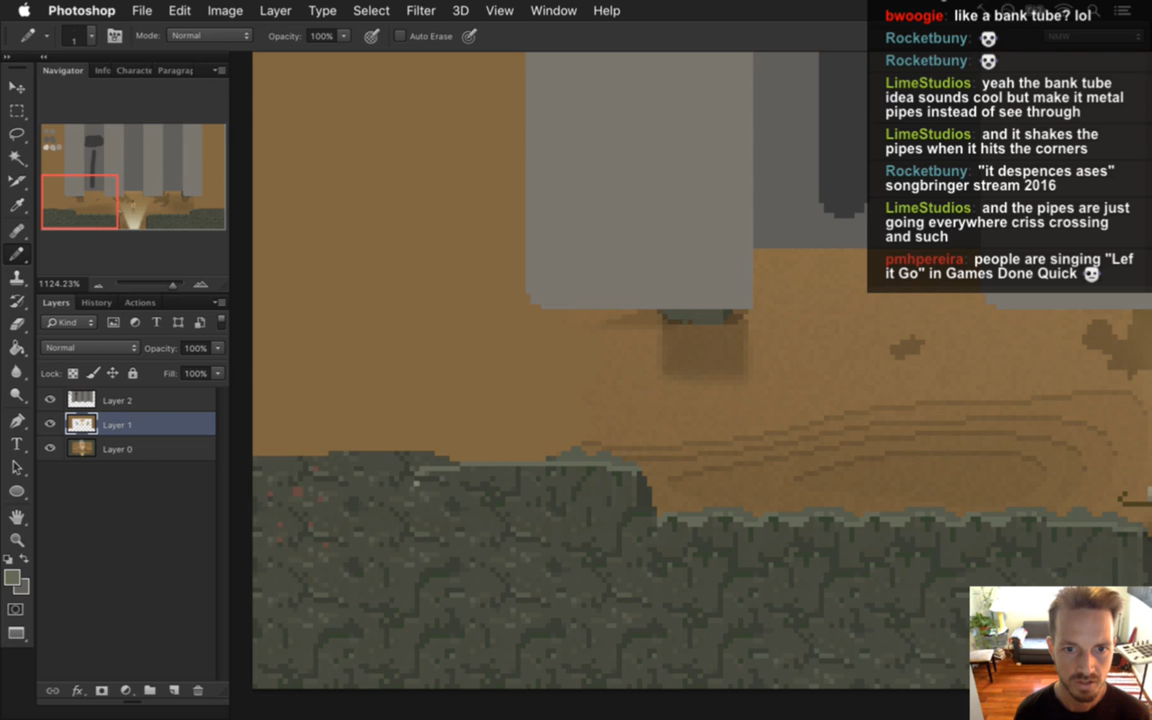 Photoshop File Edit Image Layer Type Select Filter 3D View Window Help
1 Mode: Normal Opacity: 100% Auto Erase
Navigator Info Characte Paragrap
1124.23%
Layers History Actions
Kind
Normal Opacity: 100%
Lock: Fill: 100%
Layer 2
Layer 1
Layer 0
fx
bwoogie: like a bank tube? lol
Rocketbuny:
Rocketbuny:
LimeStudios: yeah the bank tube
idea sounds cool but make it metal
pipes instead of see through
LimeStudios: and it shakes the
pipes when it hits the corners
Rocketbuny: "it despences ases"
songbringer stream 2016
LimeStudios: and the pipes are just
going everywhere criss crossing
and such
pmhpereira: people are singing "Lef
it Go" in Games Done Quick